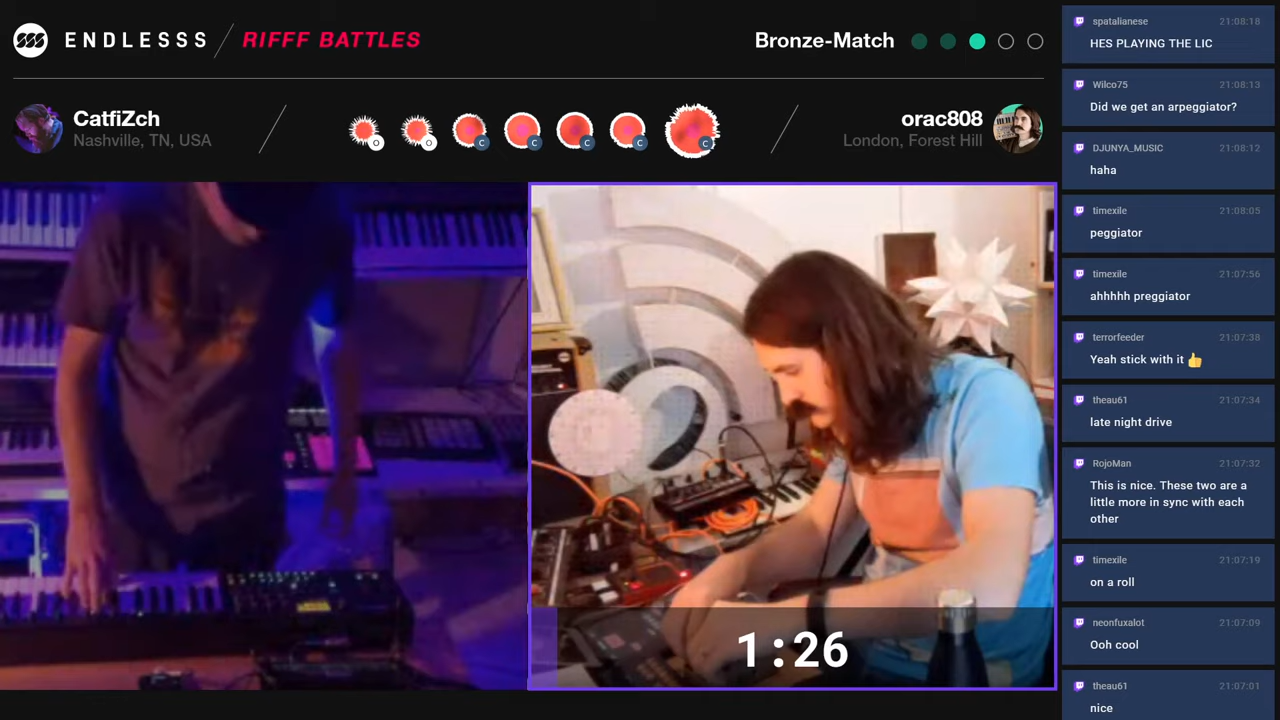 ENDLESSS
RIFFF BATTLES
Bronze-Match
CatfiZch
Nashville, TN, USA
O
O
C
C
C
C
C
orac808
London, Forest Hill
1:26
spatalianese 21:08:18
HES PLAYING THE LIC
Wilco75 21:08:13
Did we get an arpeggiator?
DJUNYA_MUSIC 21:08:12
haha
timexile 21:08:05
peggiator
timexile 21:07:56
ahhhhh preggiator
terrorfeeder 21:07:38
Yeah stick with it 👍
theau61 21:07:34
late night drive
RojoMan 21:07:32
This is nice. These two are a
little more in sync with each
other
timexile 21:07:19
on a roll
neonfuxalot 21:07:09
Ooh cool
theau61 21:07:01
nice